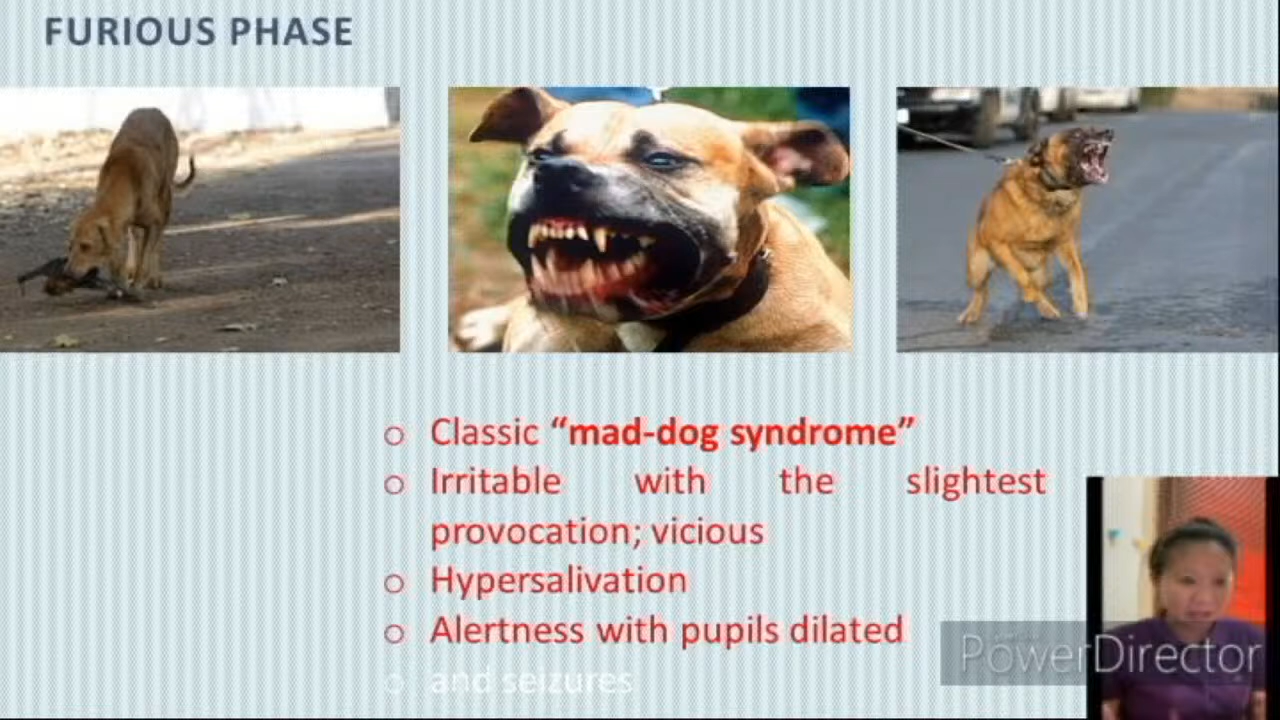 FURIOUS PHASE
o Classic “mad-dog syndrome”
o Irritable with the slightest
provocation; vicious
o Hypersalivation
o Alertness with pupils dilated
o and seizures
PowerDirector